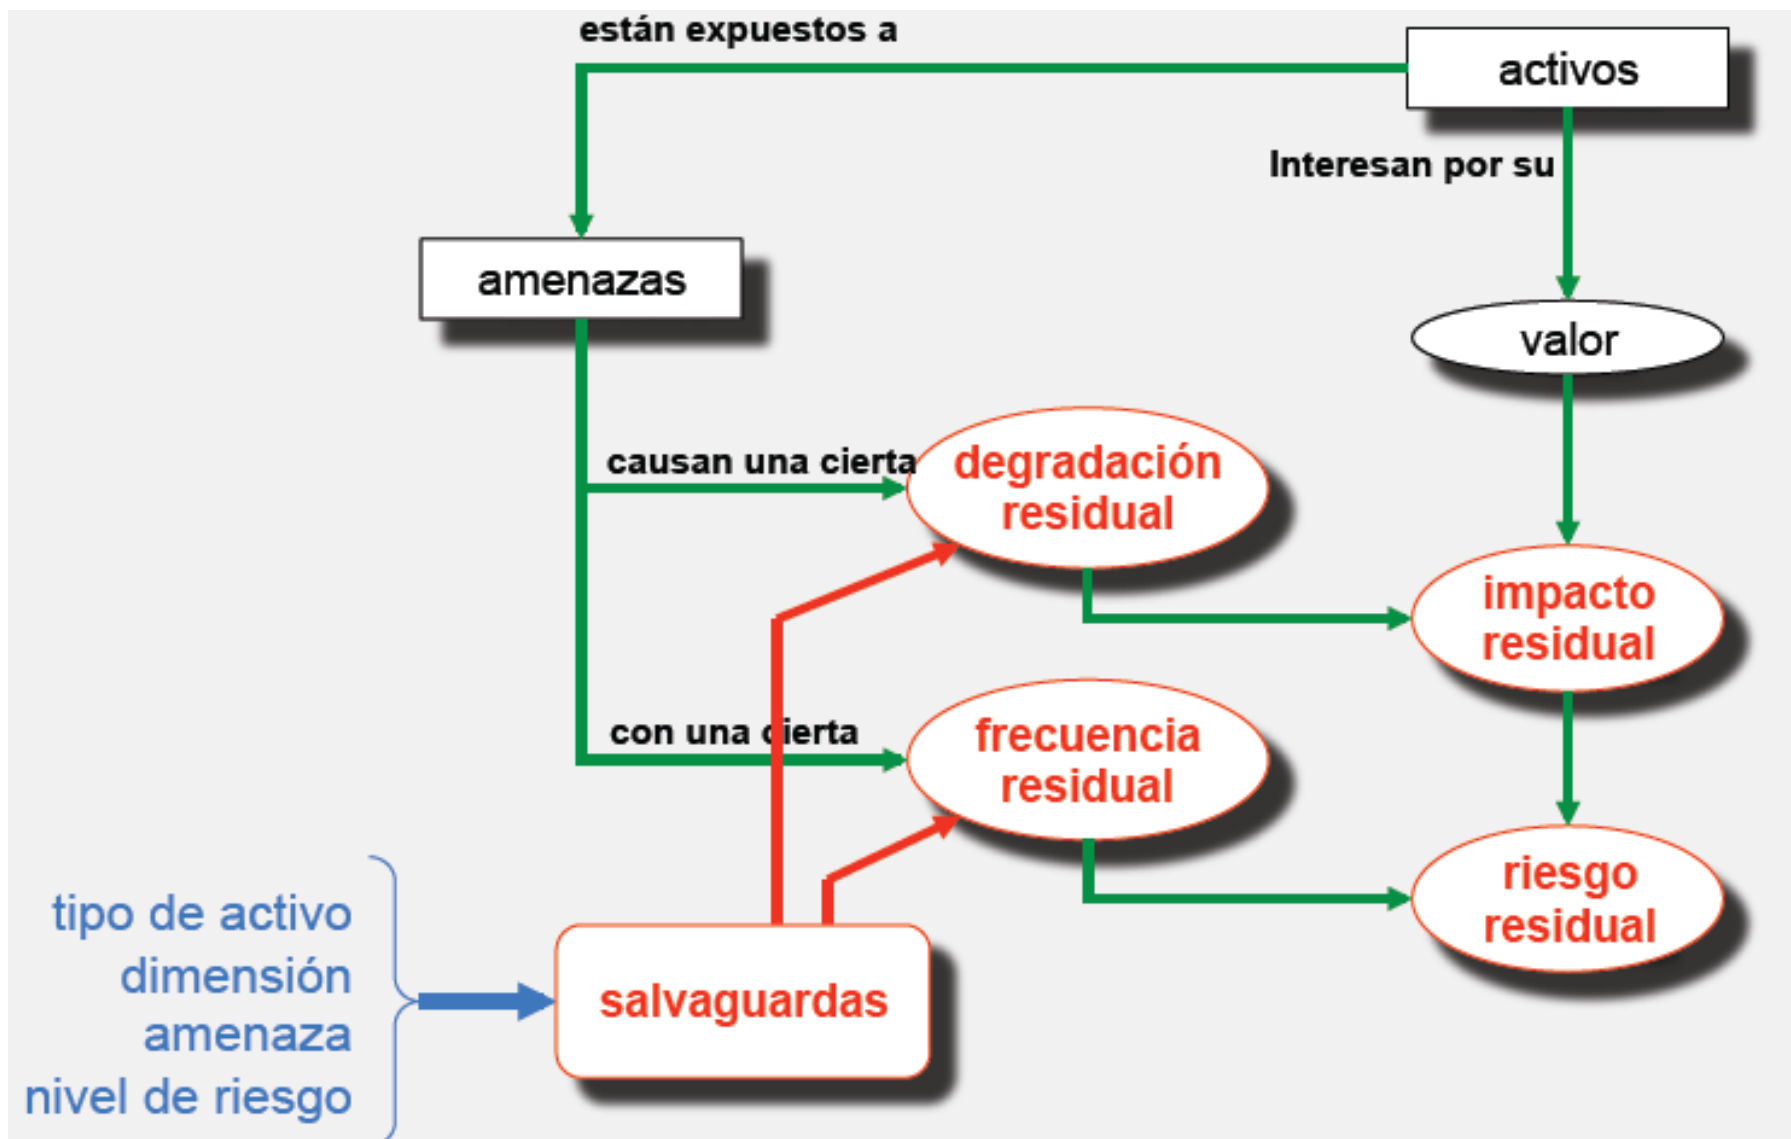 están expuestos a
activos
Interesan por su
amenazas
valor
causan una cierta
degradación
residual
impacto
residual
con una cierta
frecuencia
residual
riesgo
residual
tipo de activo
dimensión
amenaza
nivel de riesgo
salvaguardas